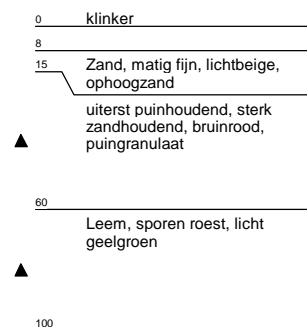 0 klinker
8
15 Zand, matig fijn, lichtbeige,
ophoogzand
uiterst puinhoudend, sterk
zandhoudend, bruinrood,
puingranulaat
60
Leem, sporen roest, licht
geelgroen
100